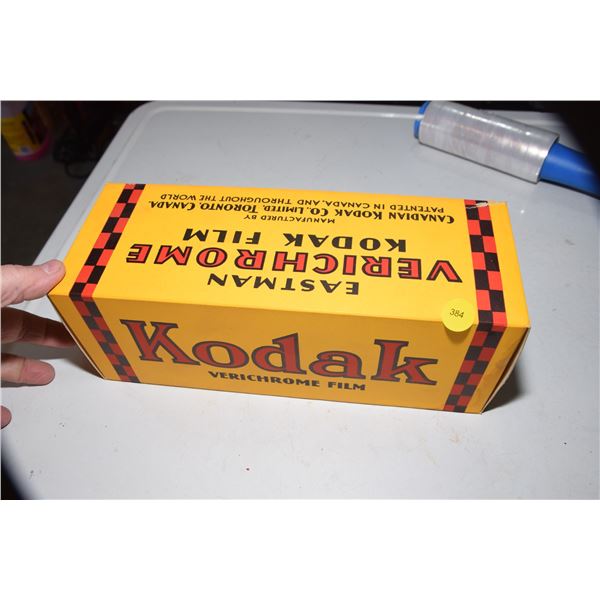 EASTMAN
VERICHROME
KODAK FILM
MANUFACTURED BY
CANADIAN KODAK CO., LIMITED, TORONTO, CANADA.
PATENTED IN CANADA, AND THROUGHOUT THE WORLD
384
Kodak
VERICHROME FILM